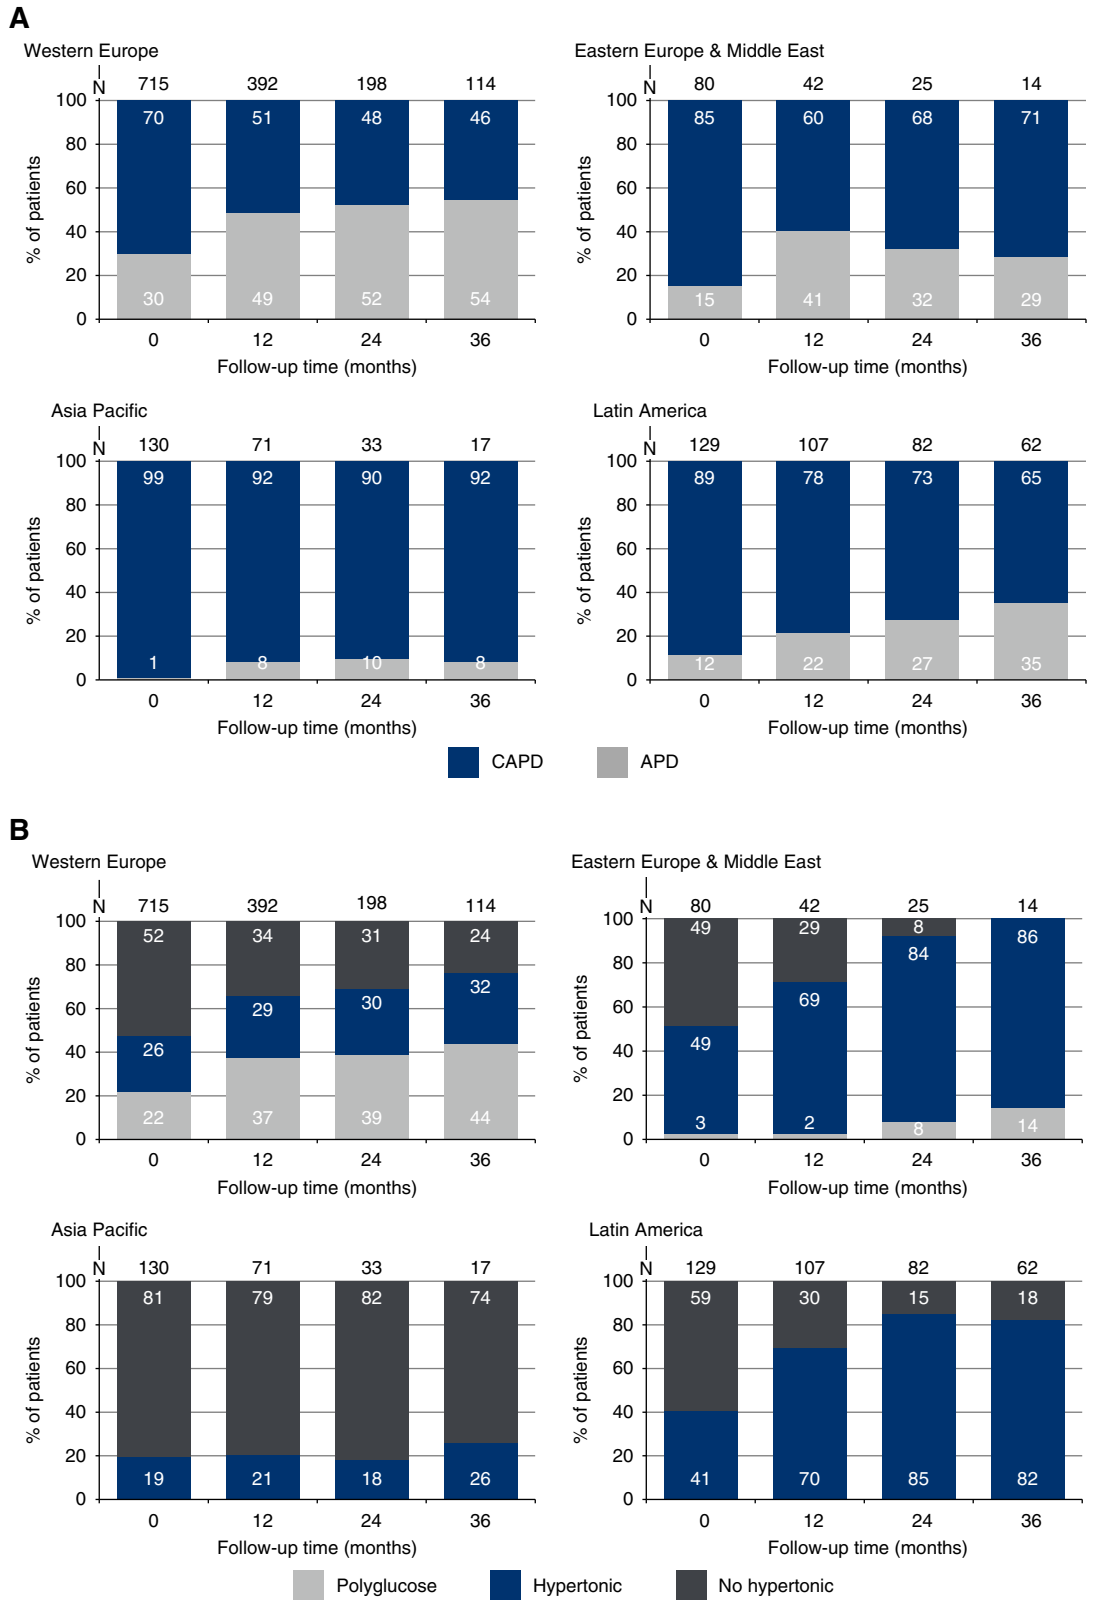 A
Western Europe
N 715 392 198 114
100 70 51 48 46
80
60
40
20
30 49 52 54
0
0 12 24 36
% of patients
Follow-up time (months)
Eastern Europe & Middle East
N 80 42 25 14
100 85 60 68 71
80
60
40
20
15 41 32 29
0
0 12 24 36
% of patients
Follow-up time (months)
Asia Pacific
N 130 71 33 17
100 99 92 90 92
80
60
40
20
1 8 10 8
0
0 12 24 36
% of patients
Follow-up time (months)
Latin America
N 129 107 82 62
100 89 78 73 65
80
60
40
20
12 22 27 35
0
0 12 24 36
% of patients
Follow-up time (months)
CAPD APD
B
Western Europe
N 715 392 198 114
100
52 34 31 24
80
32
60 29 30
40 26
20
22 37 39 44
0
0 12 24 36
% of patients
Follow-up time (months)
Eastern Europe & Middle East
N 80 42 25 14
100 49 29 8 86
84
80
69
60
40 49
20
3 2 8 14
0
0 12 24 36
% of patients
Follow-up time (months)
Asia Pacific
N 130 71 33 17
100
81 79 82 74
80
60
40
20
19 21 18 26
0
0 12 24 36
% of patients
Follow-up time (months)
Latin America
N 129 107 82 62
100
59 30 15 18
80
60
40
20
41 70 85 82
0
0 12 24 36
% of patients
Follow-up time (months)
Polyglucose Hypertonic No hypertonic